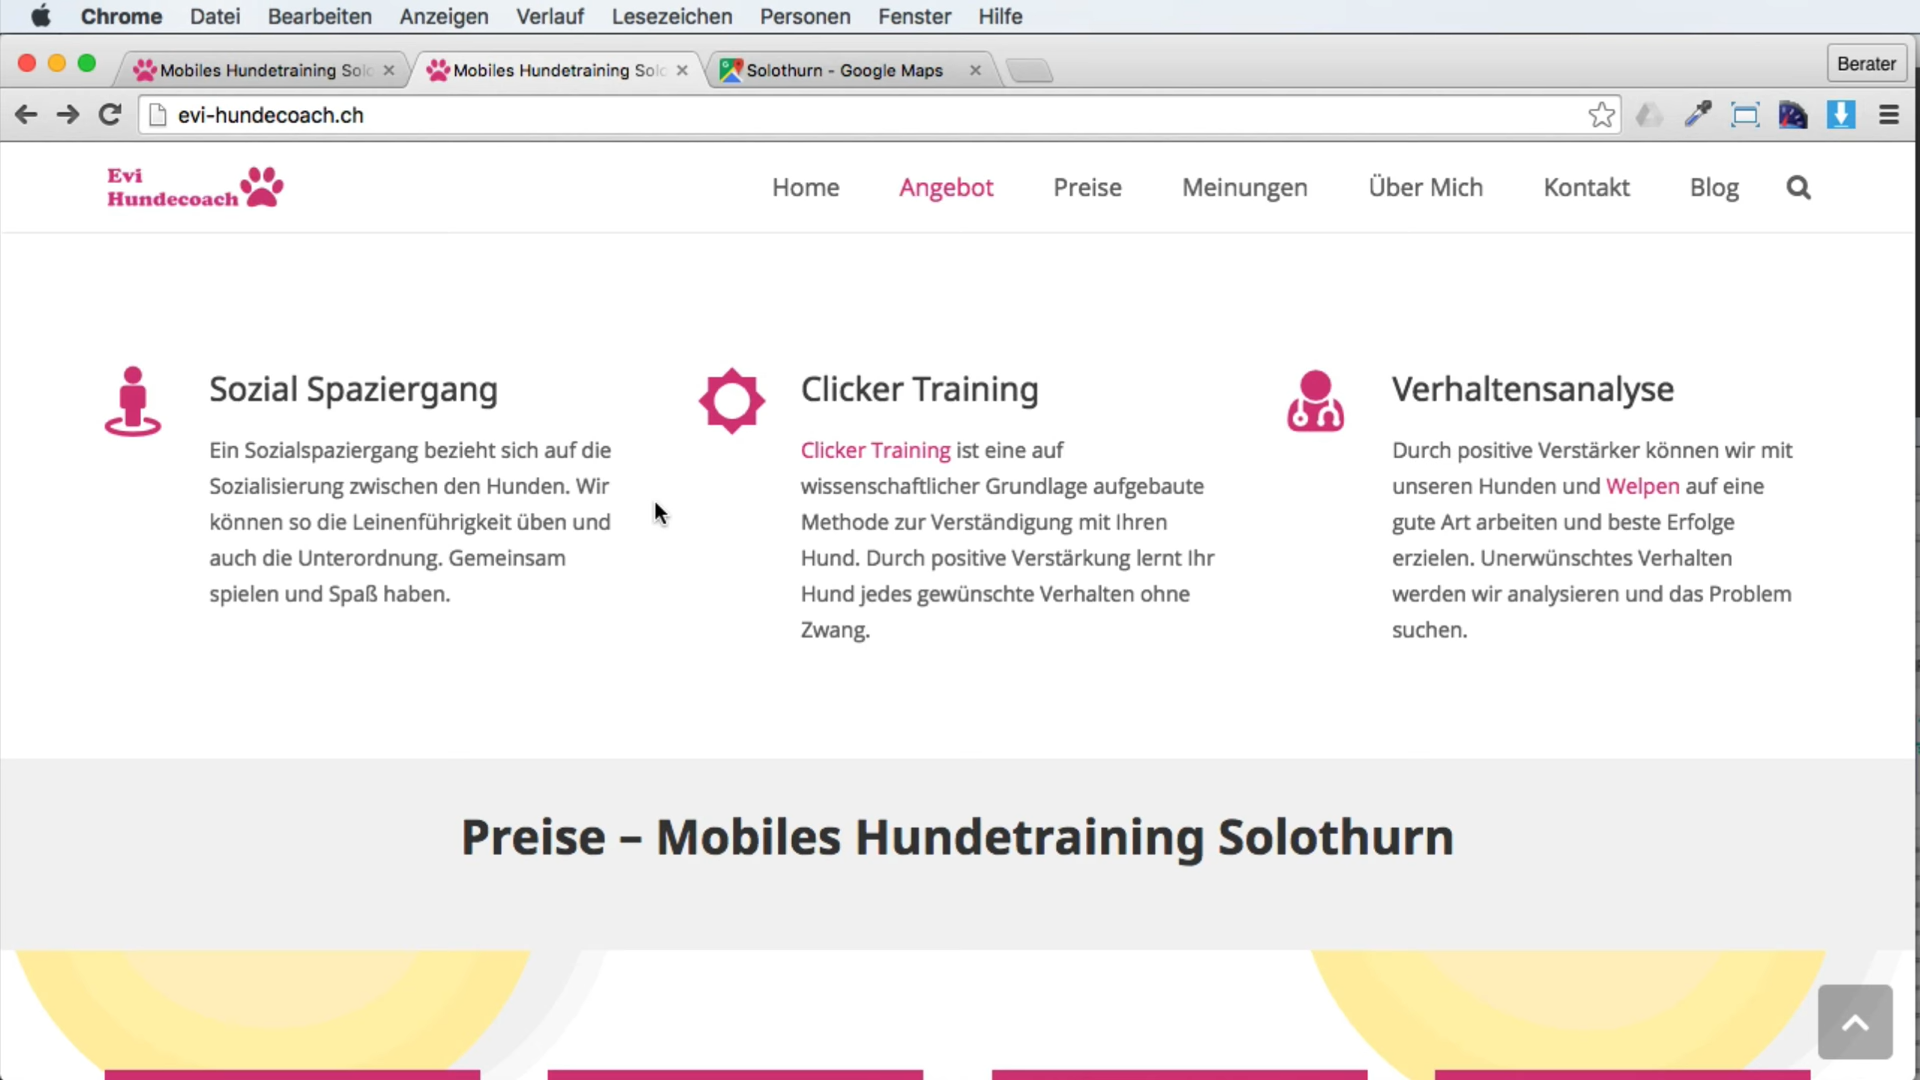 Chrome Datei Bearbeiten Anzeigen Verlauf Lesezeichen Personen Fenster Hilfe
Mobiles Hundetraining Solo Mobiles Hundetraining Solo Solothurn - Google Maps Berater
evi-hundecoach.ch
Evi
Hundecoach
Home Angebot Preise Meinungen Über Mich Kontakt Blog
Sozial Spaziergang
Ein Sozialspaziergang bezieht sich auf die
Sozialisierung zwischen den Hunden. Wir
können so die Leinenführigkeit üben und
auch die Unterordnung. Gemeinsam
spielen und Spaß haben.
Clicker Training
Clicker Training ist eine auf
wissenschaftlicher Grundlage aufgebaute
Methode zur Verständigung mit Ihren
Hund. Durch positive Verstärkung lernt Ihr
Hund jedes gewünschte Verhalten ohne
Zwang.
Verhaltensanalyse
Durch positive Verstärker können wir mit
unseren Hunden und Welpen auf eine
gute Art arbeiten und beste Erfolge
erzielen. Unerwünschtes Verhalten
werden wir analysieren und das Problem
suchen.
Preise – Mobiles Hundetraining Solothurn